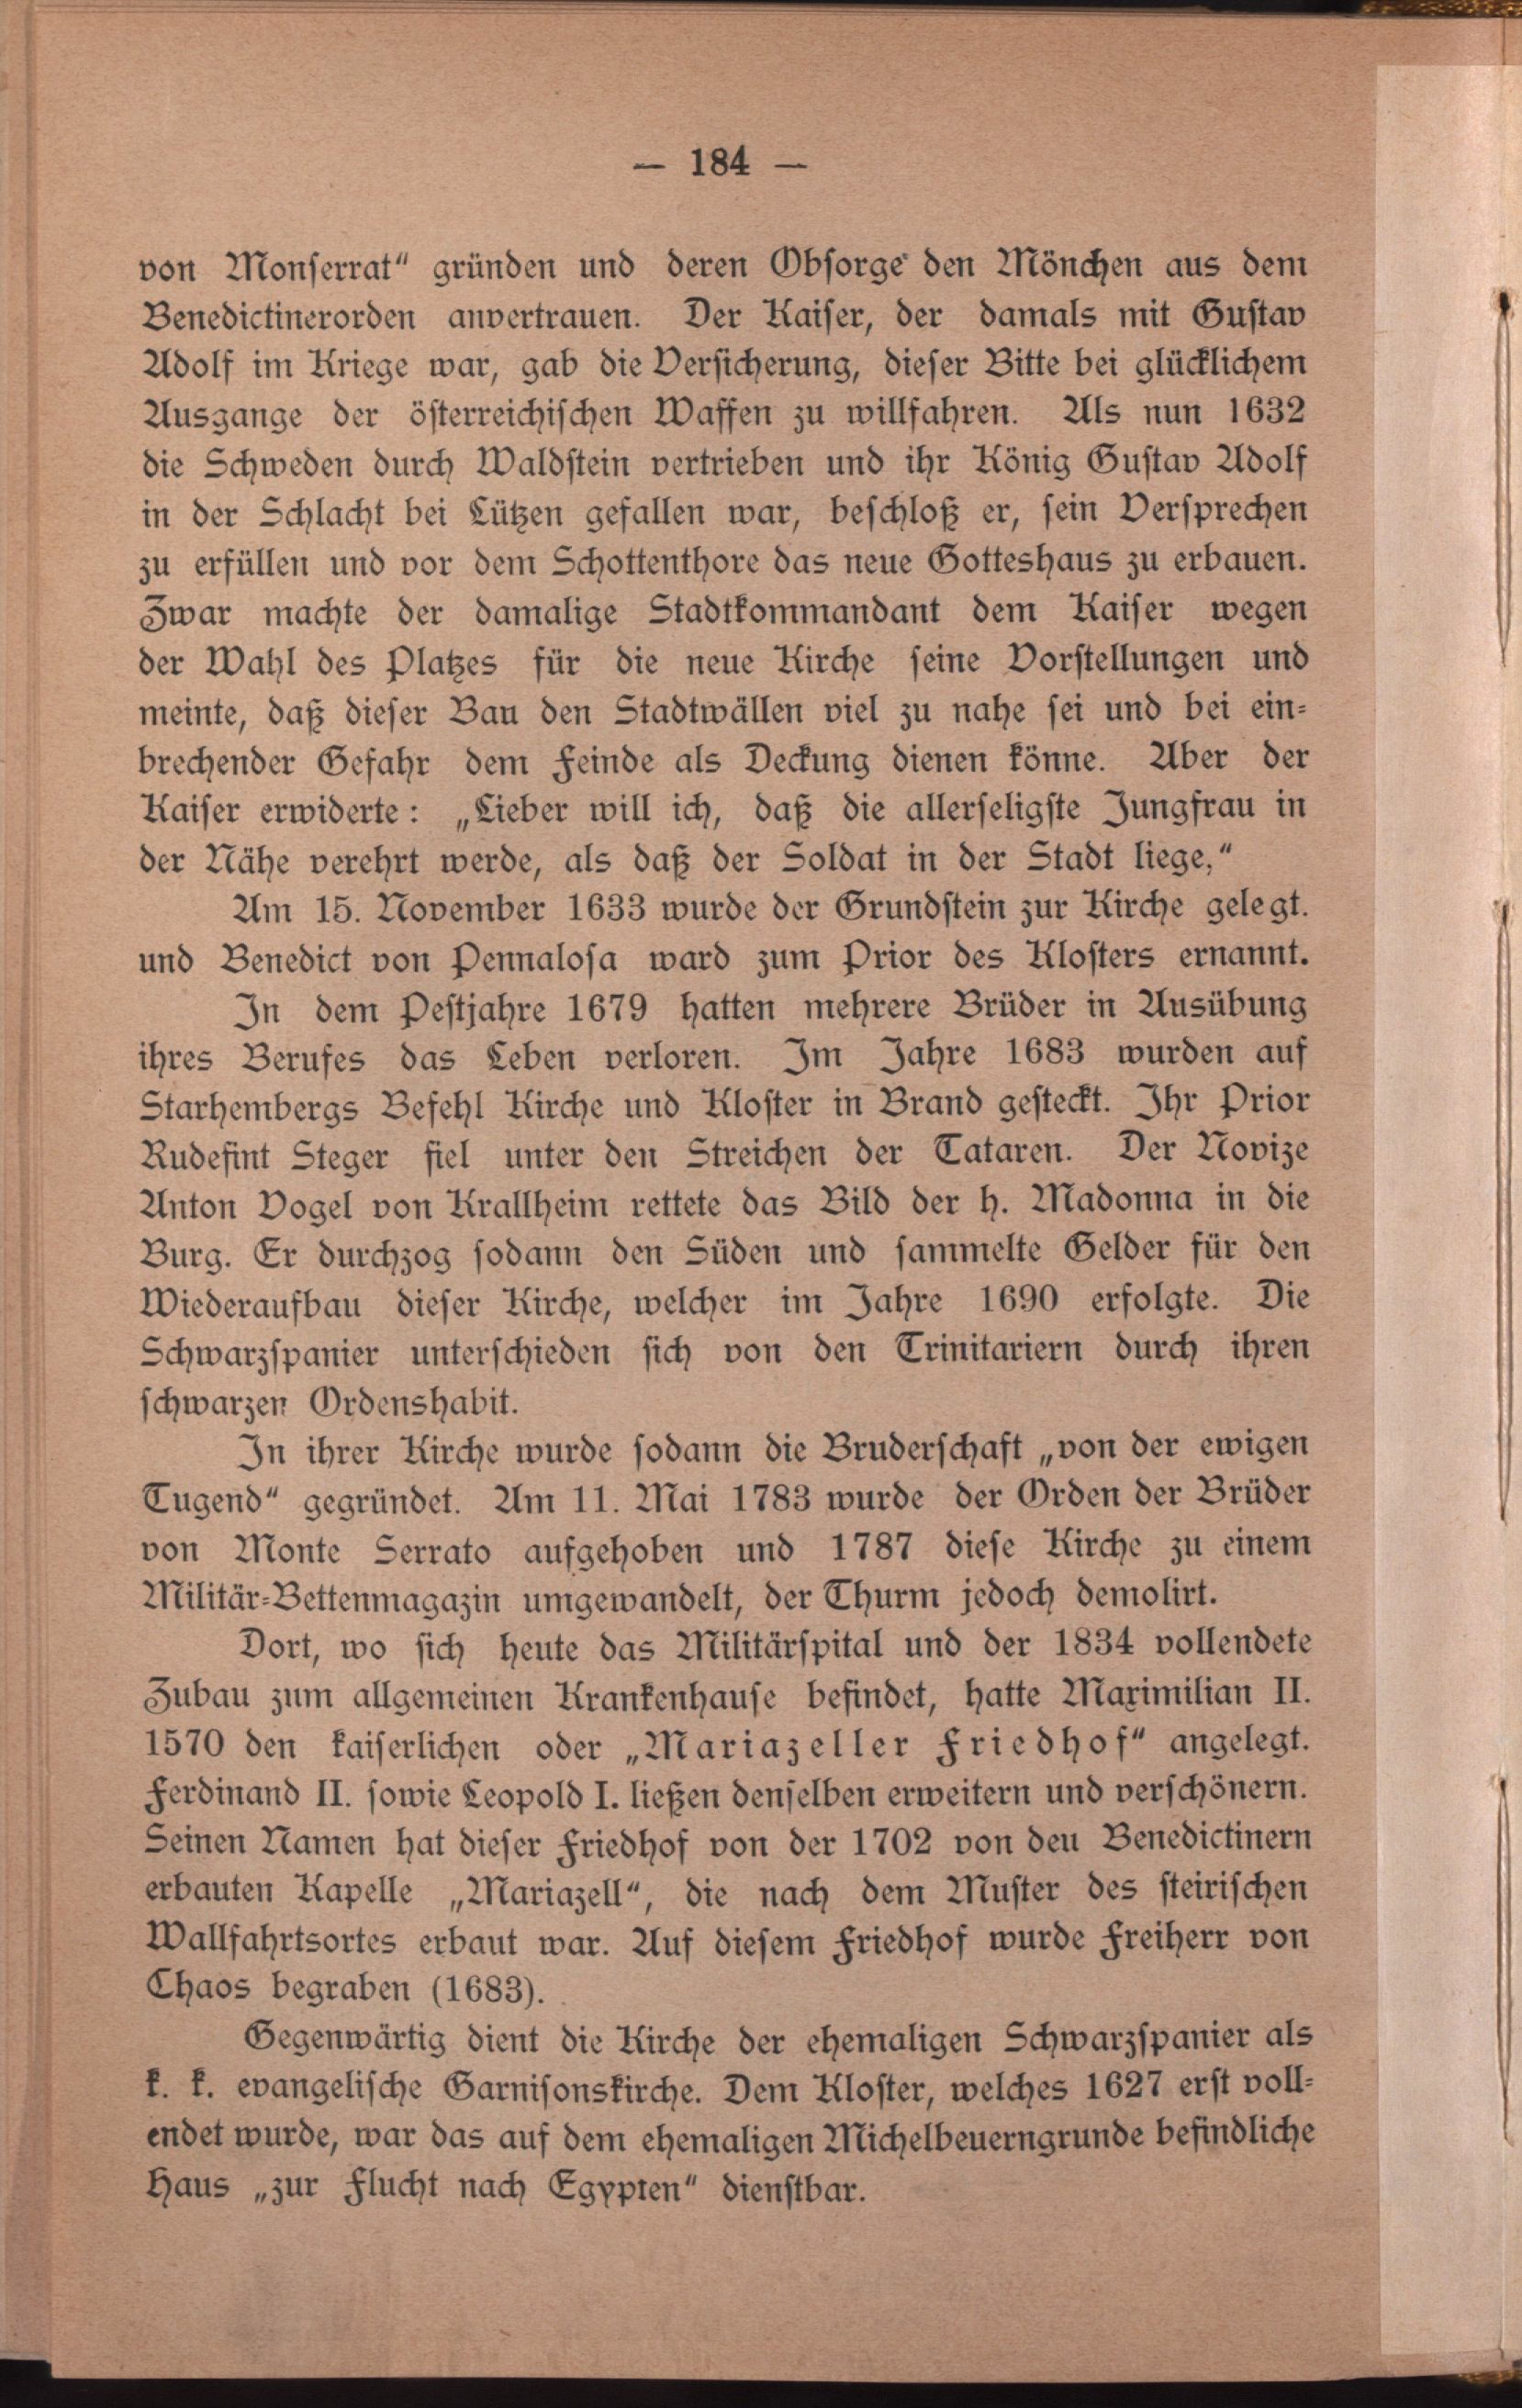 — 184 —
von Monserrat“ gründen und deren Obsorge den Mönchen aus dem
Benedictinerorden anvertrauen. Der Kaiser, der damals mit Gustav
Adolf im Kriege war, gab die Versicherung, dieser Bitte bei glücklichem
Ausgange der österreichischen Waffen zu willfahren. Als nun 1632
die Schweden durch Waldstein vertrieben und ihr König Gustav Adolf
in der Schlacht bei Lützen gefallen war, beschloß er, sein Versprechen
zu erfüllen und vor dem Schottenthore das neue Gotteshaus zu erbauen.
Zwar machte der damalige Stadtkommandant dem Kaiser wegen
der Wahl des Platzes für die neue Kirche seine Vorstellungen und
meinte, daß dieser Bau den Stadtwällen viel zu nahe sei und bei ein-
brechender Gefahr dem Feinde als Deckung dienen könne. Aber der
Kaiser erwiderte: „Lieber will ich, daß die allerseligste Jungfrau in
der Nähe verehrt werde, als daß der Soldat in der Stadt liege,“
Am 15. November 1633 wurde der Grundstein zur Kirche gelegt.
und Benedict von Pennalosa ward zum Prior des Klosters ernannt.
In dem Pestjahre 1679 hatten mehrere Brüder in Ausübung
ihres Berufes das Leben verloren. Im Jahre 1683 wurden auf
Starhembergs Befehl Kirche und Kloster in Brand gesteckt. Ihr Prior
Rudefint Steger fiel unter den Streichen der Tataren. Der Novize
Anton Vogel von Krallheim rettete das Bild der h. Madonna in die
Burg. Er durchzog sodann den Süden und sammelte Gelder für den
Wiederaufbau dieser Kirche, welcher im Jahre 1690 erfolgte. Die
Schwarzspanier unterschieden sich von den Trinitariern durch ihren
schwarzen Ordenshabit.
In ihrer Kirche wurde sodann die Bruderschaft „von der ewigen
Tugend“ gegründet. Am 11. Mai 1783 wurde der Orden der Brüder
von Monte Serrato aufgehoben und 1787 diese Kirche zu einem
Militär-Bettenmagazin umgewandelt, der Thurm jedoch demolirt.
Dort, wo sich heute das Militärspital und der 1834 vollendete
Zubau zum allgemeinen Krankenhause befindet, hatte Maximilian II.
1570 den kaiserlichen oder „Mariazeller Friedhof“ angelegt.
Ferdinand II. sowie Leopold I. ließen denselben erweitern und verschönern.
Seinen Namen hat dieser Friedhof von der 1702 von den Benedictinern
erbauten Kapelle „Mariazell“, die nach dem Muster des steirischen
Wallfahrtsortes erbaut war. Auf diesem Friedhof wurde Freiherr von
Chaos begraben (1683).
Gegenwärtig dient die Kirche der ehemaligen Schwarzspanier als
k. k. evangelische Garnisonskirche. Dem Kloster, welches 1627 erst voll-
endet wurde, war das auf dem ehemaligen Michelbeuerngrunde befindliche
Haus „zur Flucht nach Egypten“ dienstbar.